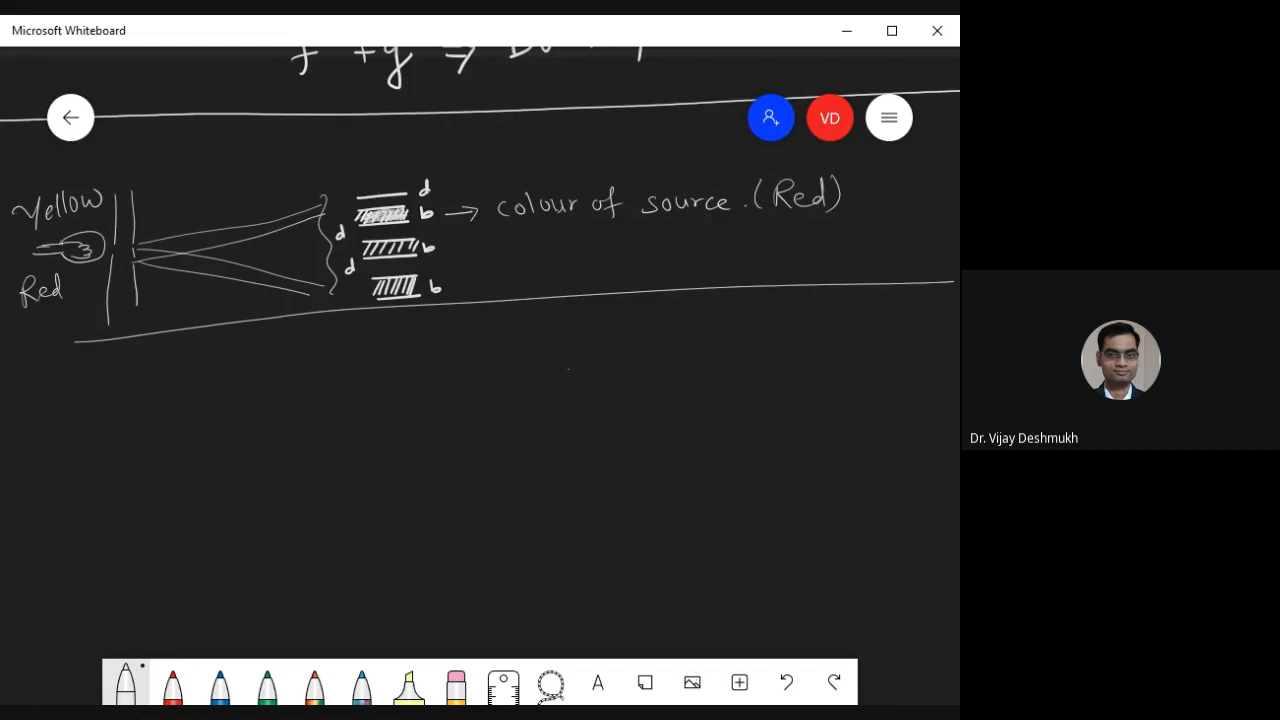 Microsoft Whiteboard
VD
Yellow
d
b → colour of source. (Red)
d
b
d
Red
b
Dr. Vijay Deshmukh
A